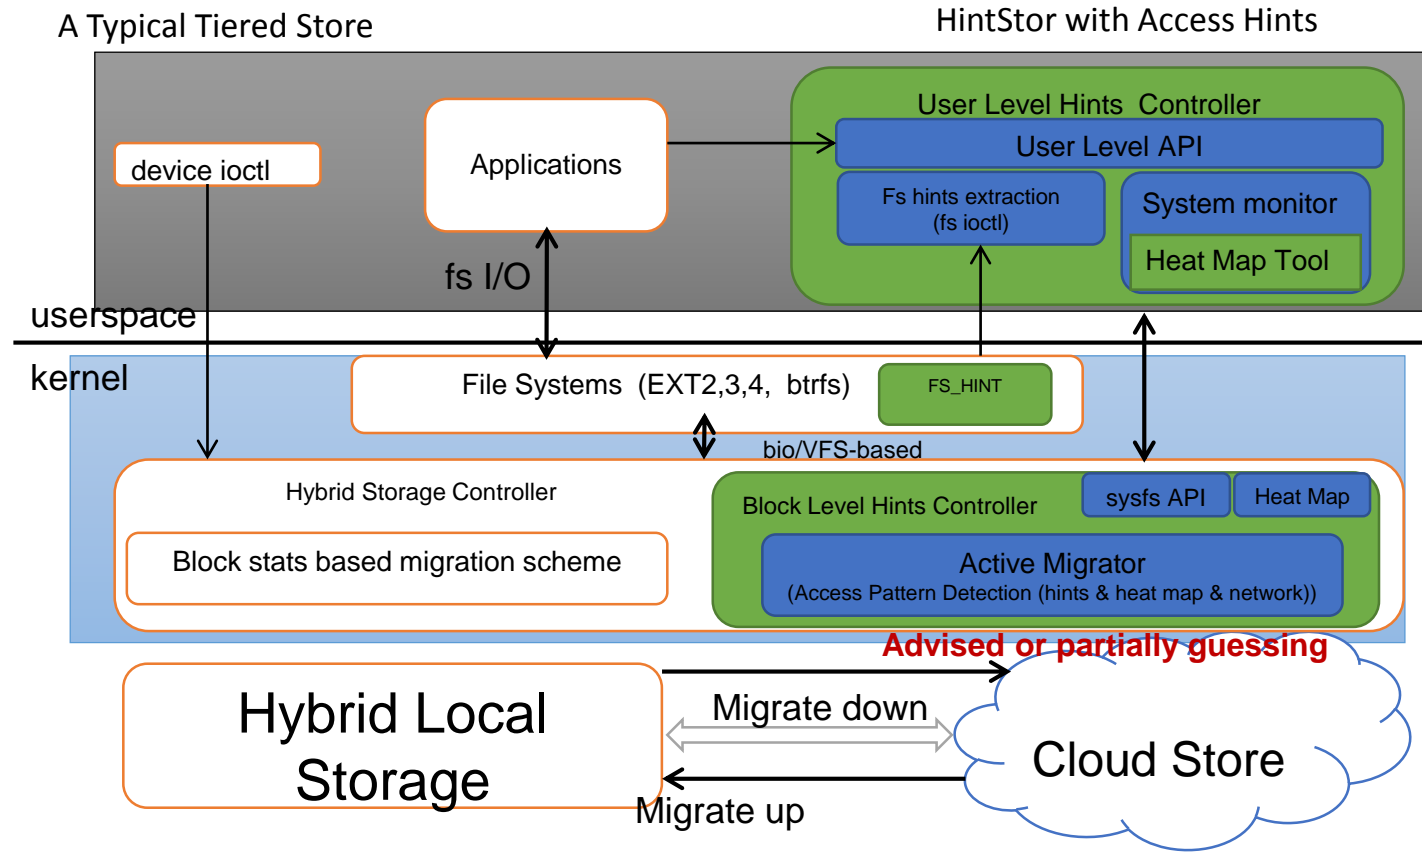 A Typical Tiered Store
HintStor with Access Hints
User Level Hints Controller
User Level API
device ioctl
Applications
Fs hints extraction
(fs ioctl)
System monitor
Heat Map Tool
fs I/O
userspace
kernel
File Systems (EXT2,3,4, btrfs)
FS_HINT
bio/VFS-based
Hybrid Storage Controller
Block Level Hints Controller
sysfs API
Heat Map
Block stats based migration scheme
Active Migrator
(Access Pattern Detection (hints & heat map & network))
Advised or partially guessing
Hybrid Local
Storage
Migrate down
Cloud Store
Migrate up